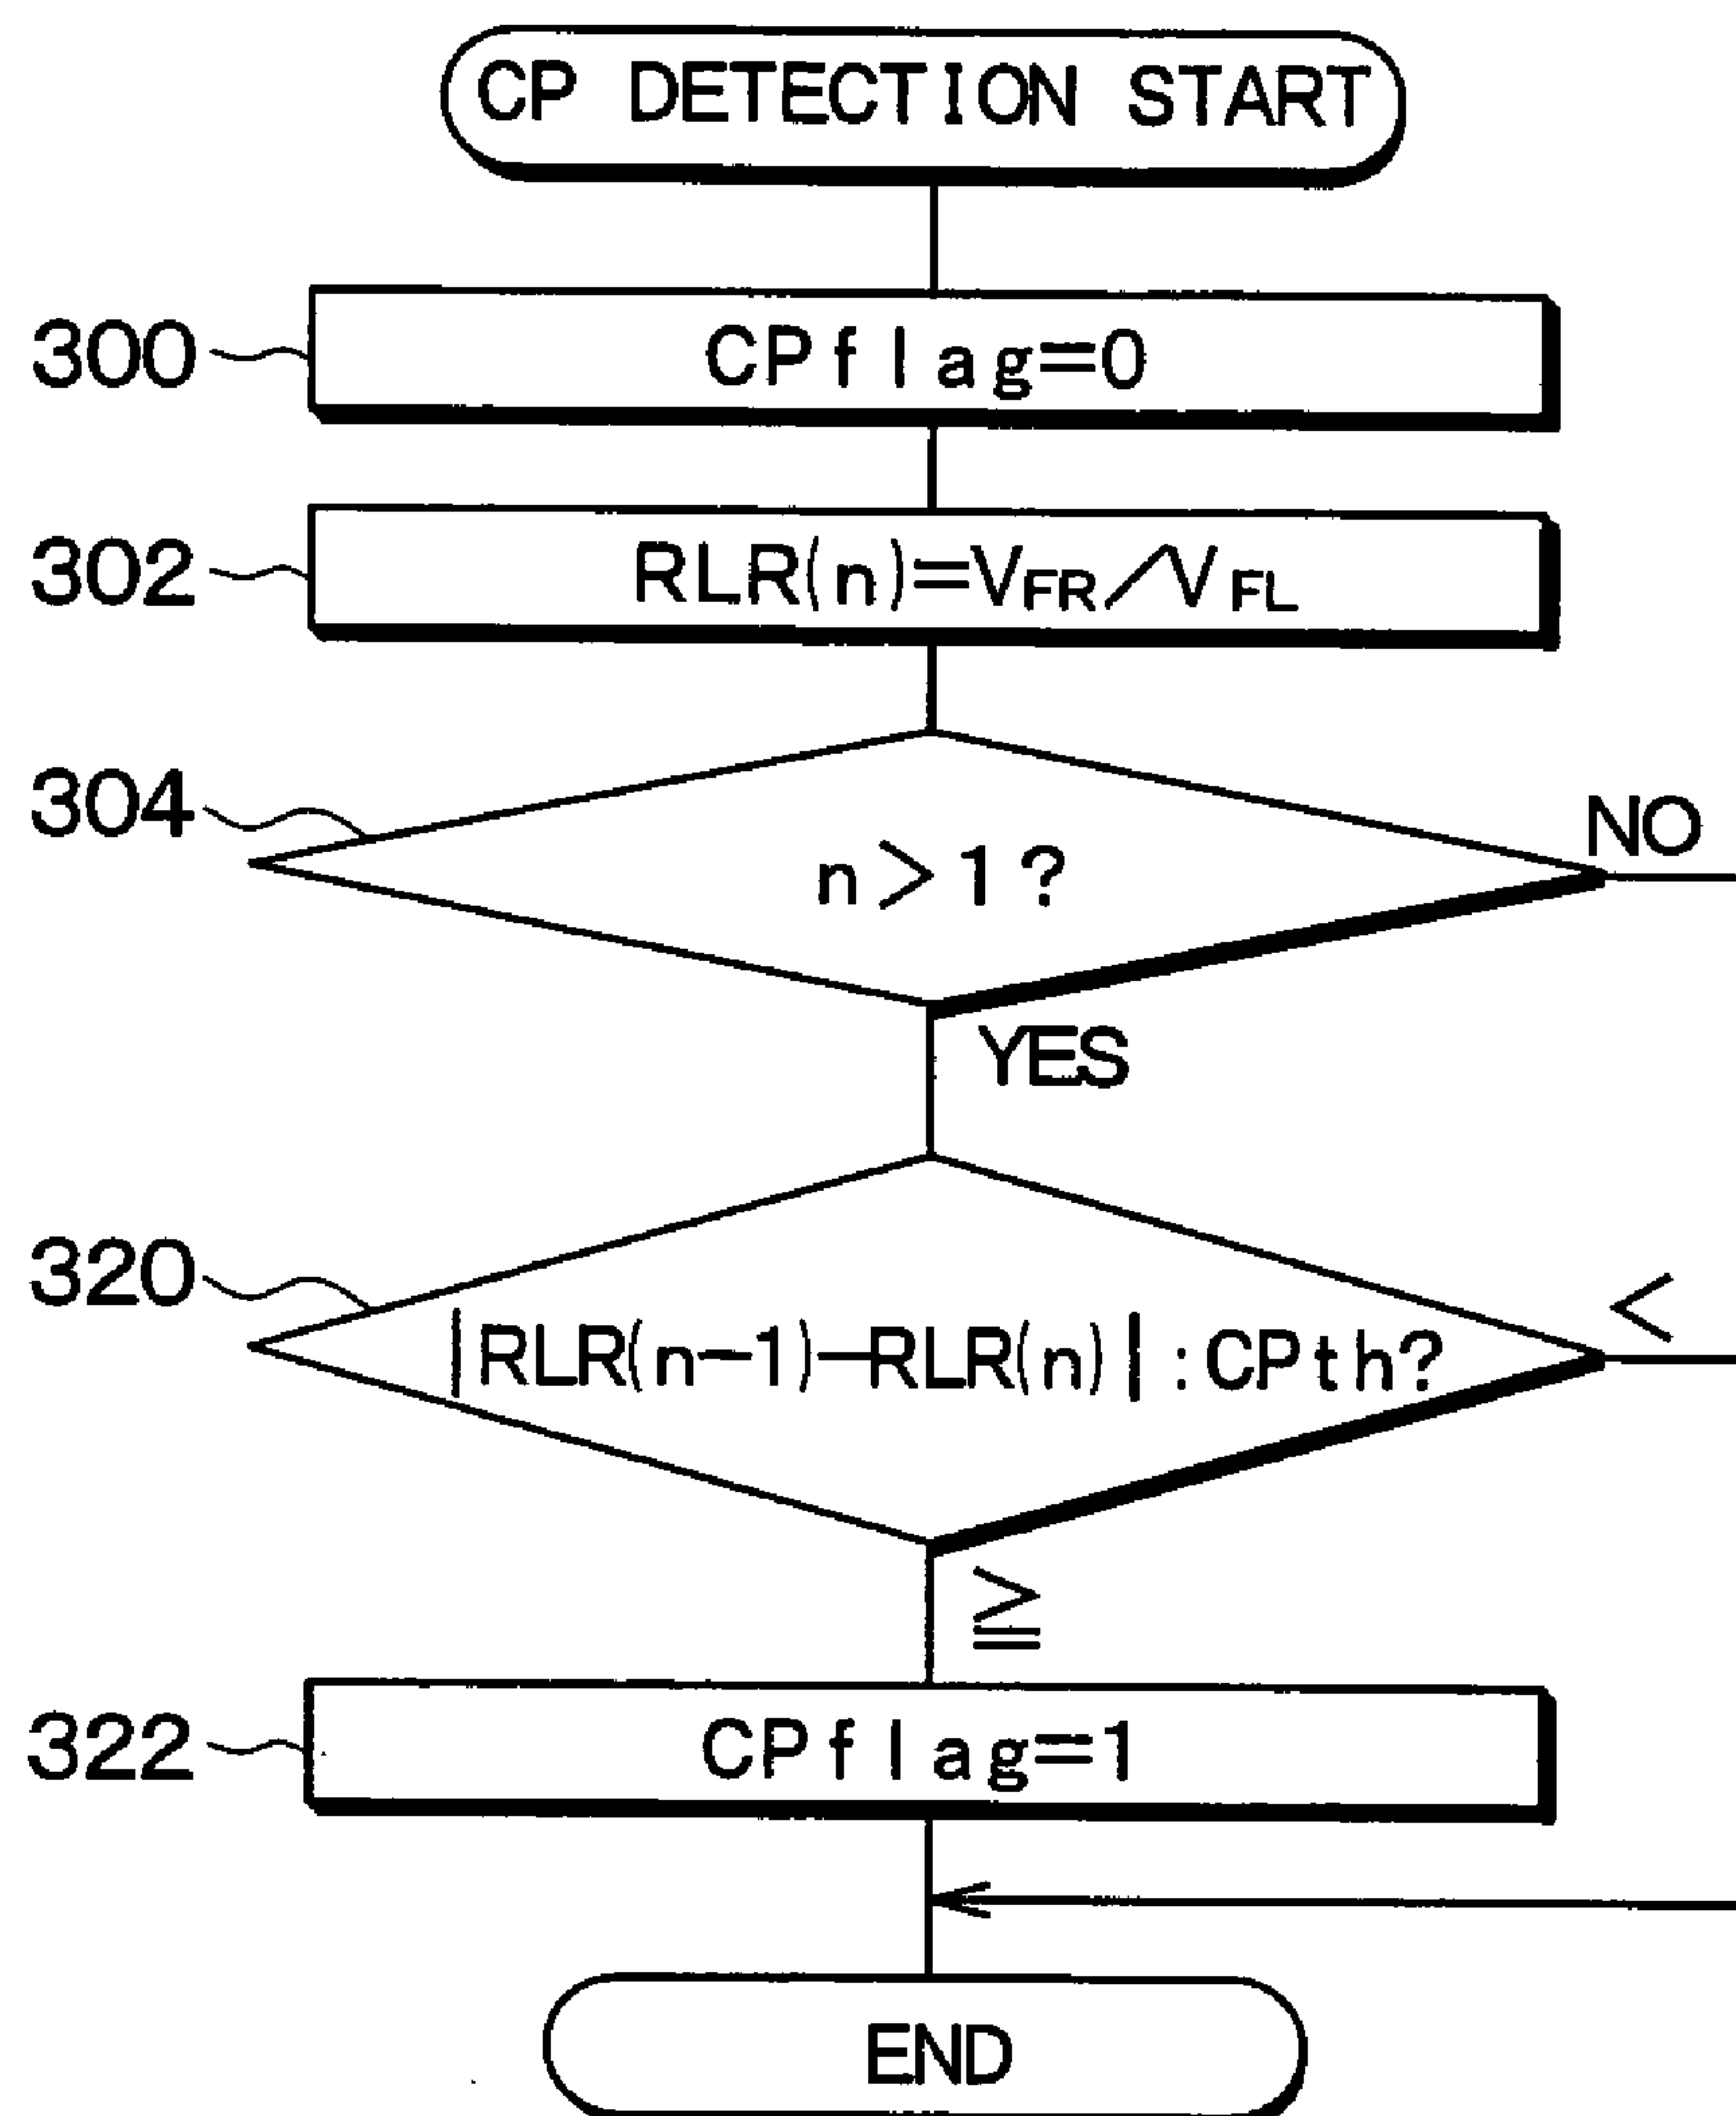 CP DETECTION START
300
CPflag=0
302
RLR(n)=VFR/VFL
304
n>1?
NO
YES
320
|RLR(n-1)-RLR(n)|:CPth?
<
≧
322
CPflag=1
END